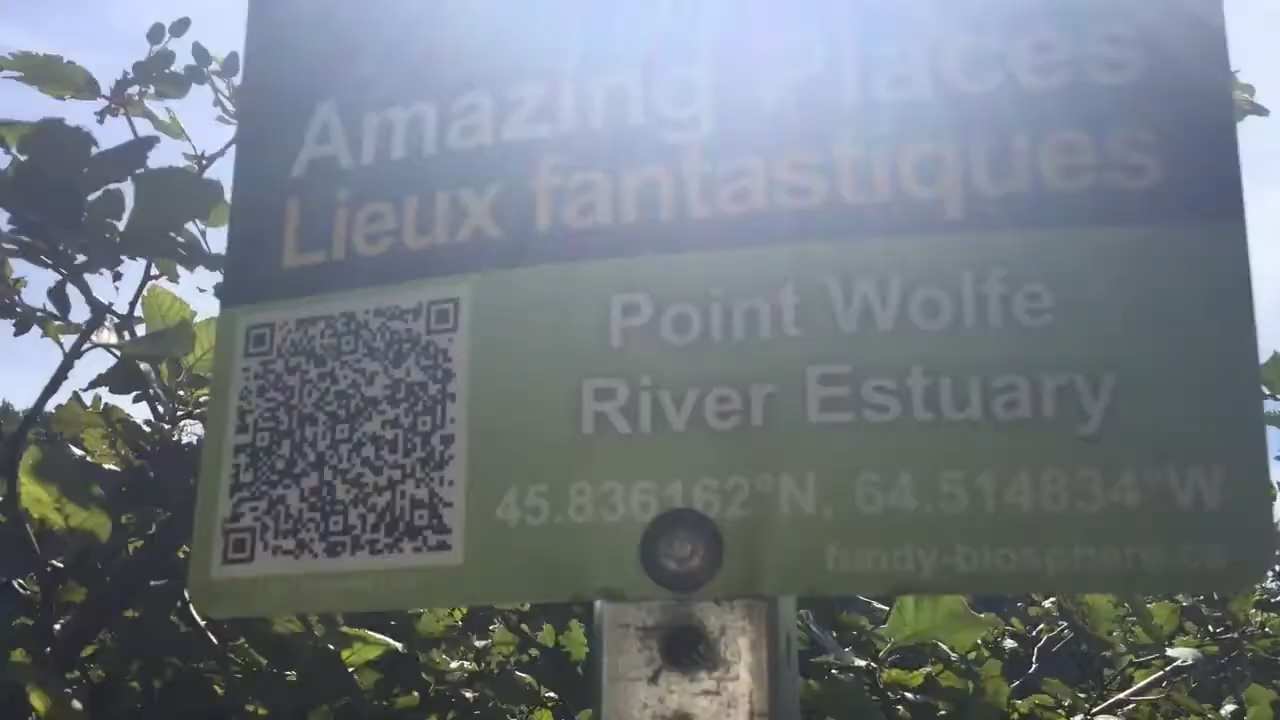 Amazing Places
Lieux fantastiques
Point Wolfe
River Estuary
45.836162°N, 64.514834°W
fundy-biosphere.ca